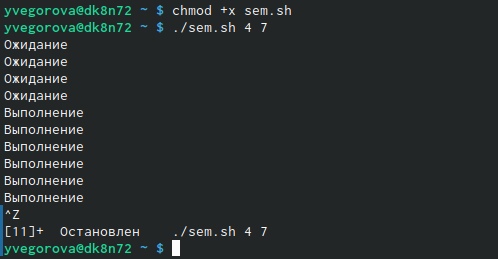 yvegorova@dk8n72 ~ $ chmod +x sem.sh
yvegorova@dk8n72 ~ $ ./sem.sh 4 7
Ожидание
Ожидание
Ожидание
Ожидание
Выполнение
Выполнение
Выполнение
Выполнение
Выполнение
Выполнение
^Z
[11]+  Остановлен    ./sem.sh 4 7
yvegorova@dk8n72 ~ $